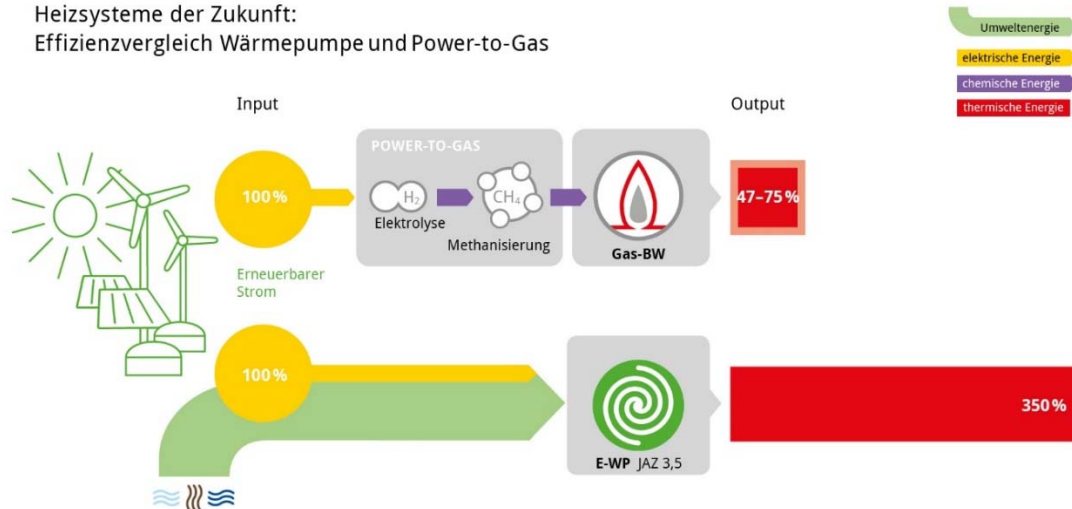 Heizsysteme der Zukunft:
Effizienzvergleich Wärmepumpe und Power-to-Gas
Umweltenergie
elektrische Energie
chemische Energie
thermische Energie
Input
Output
POWER-TO-GAS
100 %
H₂
CH₄
47–75 %
Elektrolyse
Methanisierung
Gas-BW
Erneuerbarer
Strom
100 %
350 %
E-WP JAZ 3,5